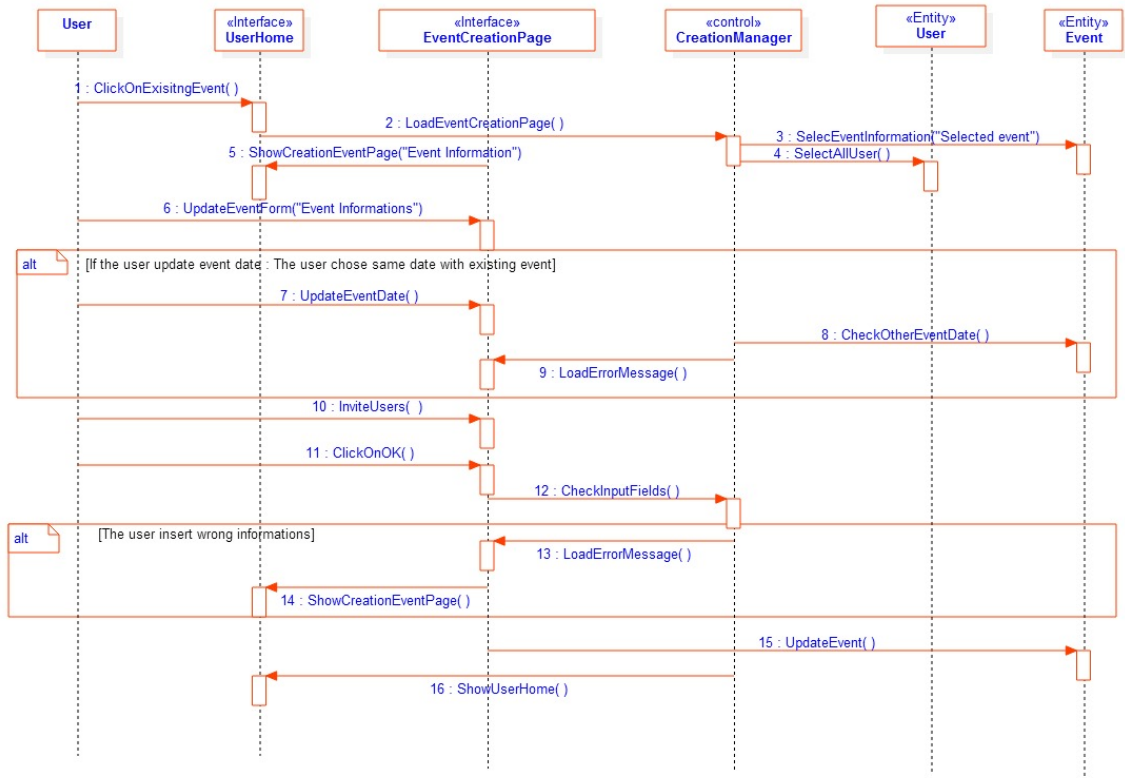 User
«Interface»
UserHome
«Interface»
EventCreationPage
«control»
CreationManager
«Entity»
User
«Entity»
Event
1 : ClickOnExisitngEvent( )
2 : LoadEventCreationPage( )
3 : SelecEventInformation("Selected event")
4 : SelectAllUser( )
5 : ShowCreationEventPage("Event Information")
6 : UpdateEventForm("Event Informations")
alt
[If the user update event date : The user chose same date with existing event]
7 : UpdateEventDate( )
8 : CheckOtherEventDate( )
9 : LoadErrorMessage( )
10 : InviteUsers(  )
11 : ClickOnOK( )
12 : CheckInputFields( )
alt
[The user insert wrong informations]
13 : LoadErrorMessage( )
14 : ShowCreationEventPage( )
15 : UpdateEvent( )
16 : ShowUserHome( )